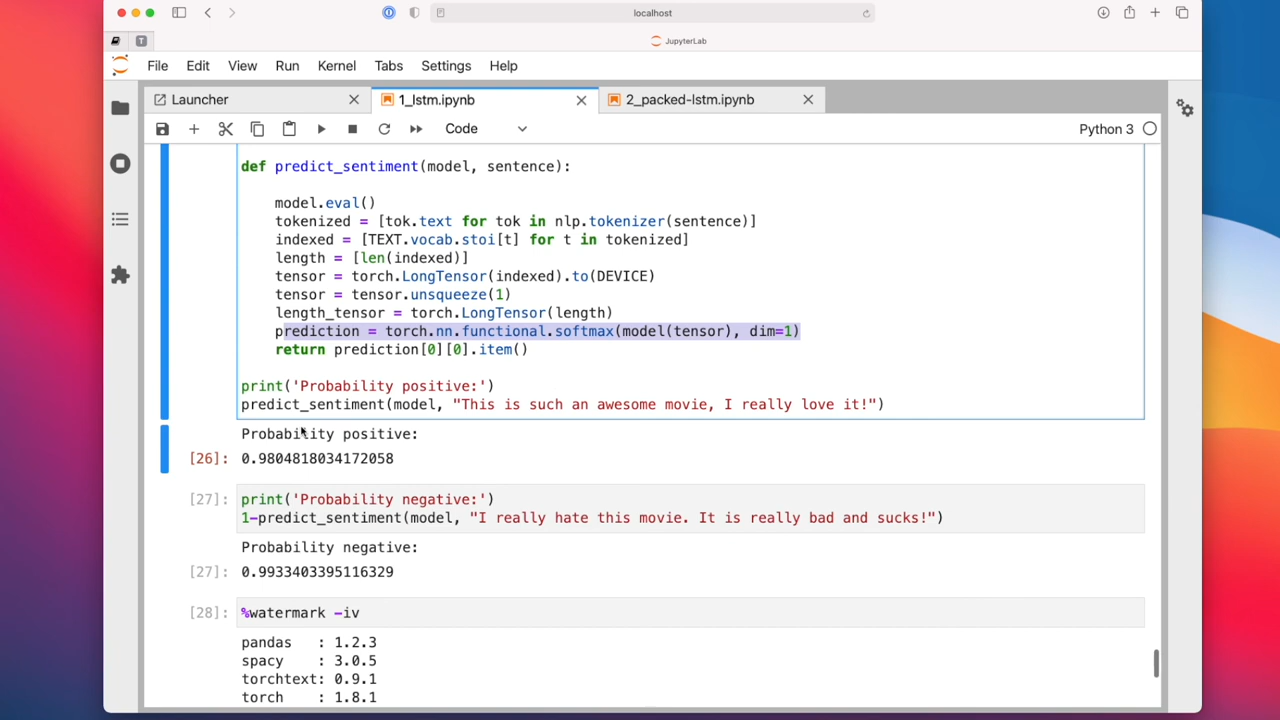 localhost
T
JupyterLab
File Edit View Run Kernel Tabs Settings Help
Launcher
1_lstm.ipynb
2_packed-lstm.ipynb
Code
Python 3
def predict_sentiment(model, sentence):
model.eval()
tokenized = [tok.text for tok in nlp.tokenizer(sentence)]
indexed = [TEXT.vocab.stoi[t] for t in tokenized]
length = [len(indexed)]
tensor = torch.LongTensor(indexed).to(DEVICE)
tensor = tensor.unsqueeze(1)
length_tensor = torch.LongTensor(length)
prediction = torch.nn.functional.softmax(model(tensor), dim=1)
return prediction[0][0].item()
print('Probability positive:')
predict_sentiment(model, "This is such an awesome movie, I really love it!")
Probability positive:
[26]: 0.9804818034172058
[27]: print('Probability negative:')
1-predict_sentiment(model, "I really hate this movie. It is really bad and sucks!")
Probability negative:
[27]: 0.9933403395116329
[28]: %watermark -iv
pandas : 1.2.3
spacy : 3.0.5
torchtext: 0.9.1
torch : 1.8.1